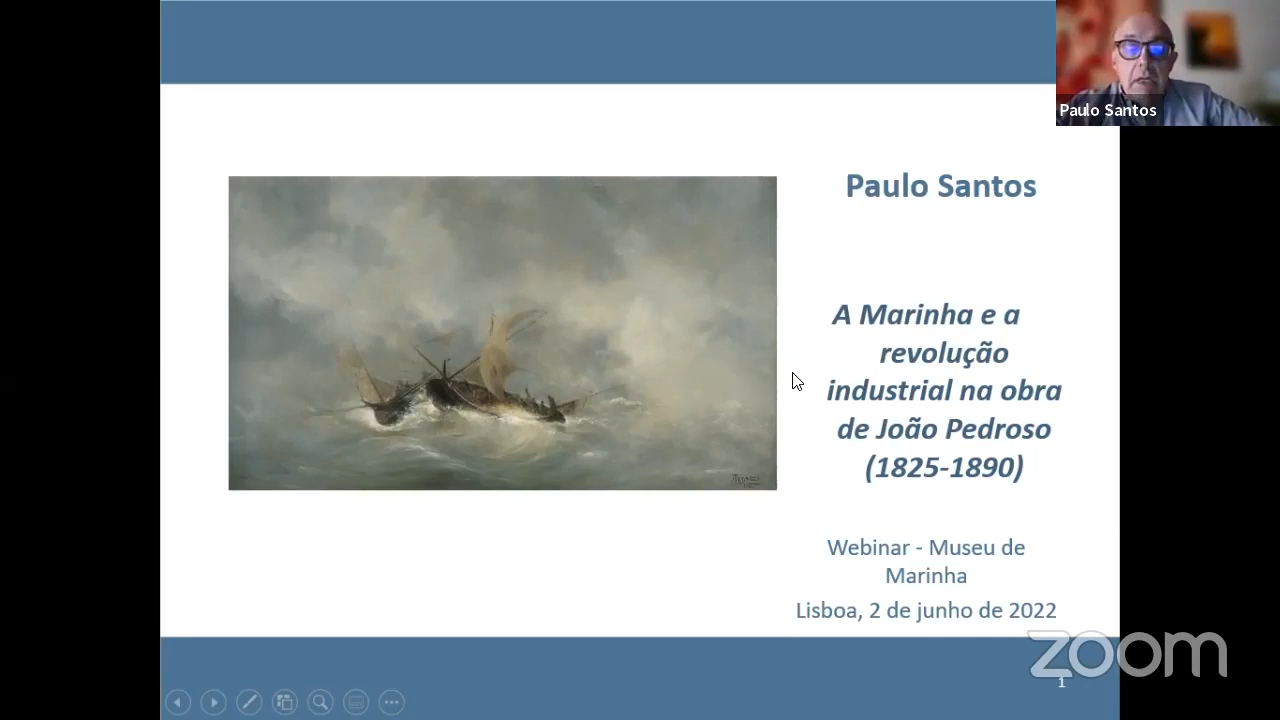 Paulo Santos
Paulo Santos
A Marinha e a
revolução
industrial na obra
de João Pedroso
(1825-1890)
Webinar - Museu de
Marinha
Lisboa, 2 de junho de 2022
zoom
1